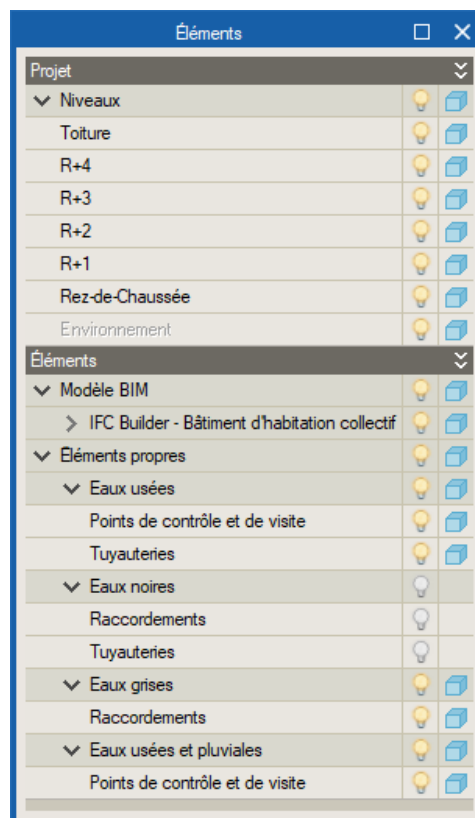 Éléments
Projet
Niveaux
Toiture
R+4
R+3
R+2
R+1
Rez-de-Chaussée
Environnement
Éléments
Modèle BIM
IFC Builder - Bâtiment d'habitation collectif
Éléments propres
Eaux usées
Points de contrôle et de visite
Tuyauteries
Eaux noires
Raccordements
Tuyauteries
Eaux grises
Raccordements
Eaux usées et pluviales
Points de contrôle et de visite